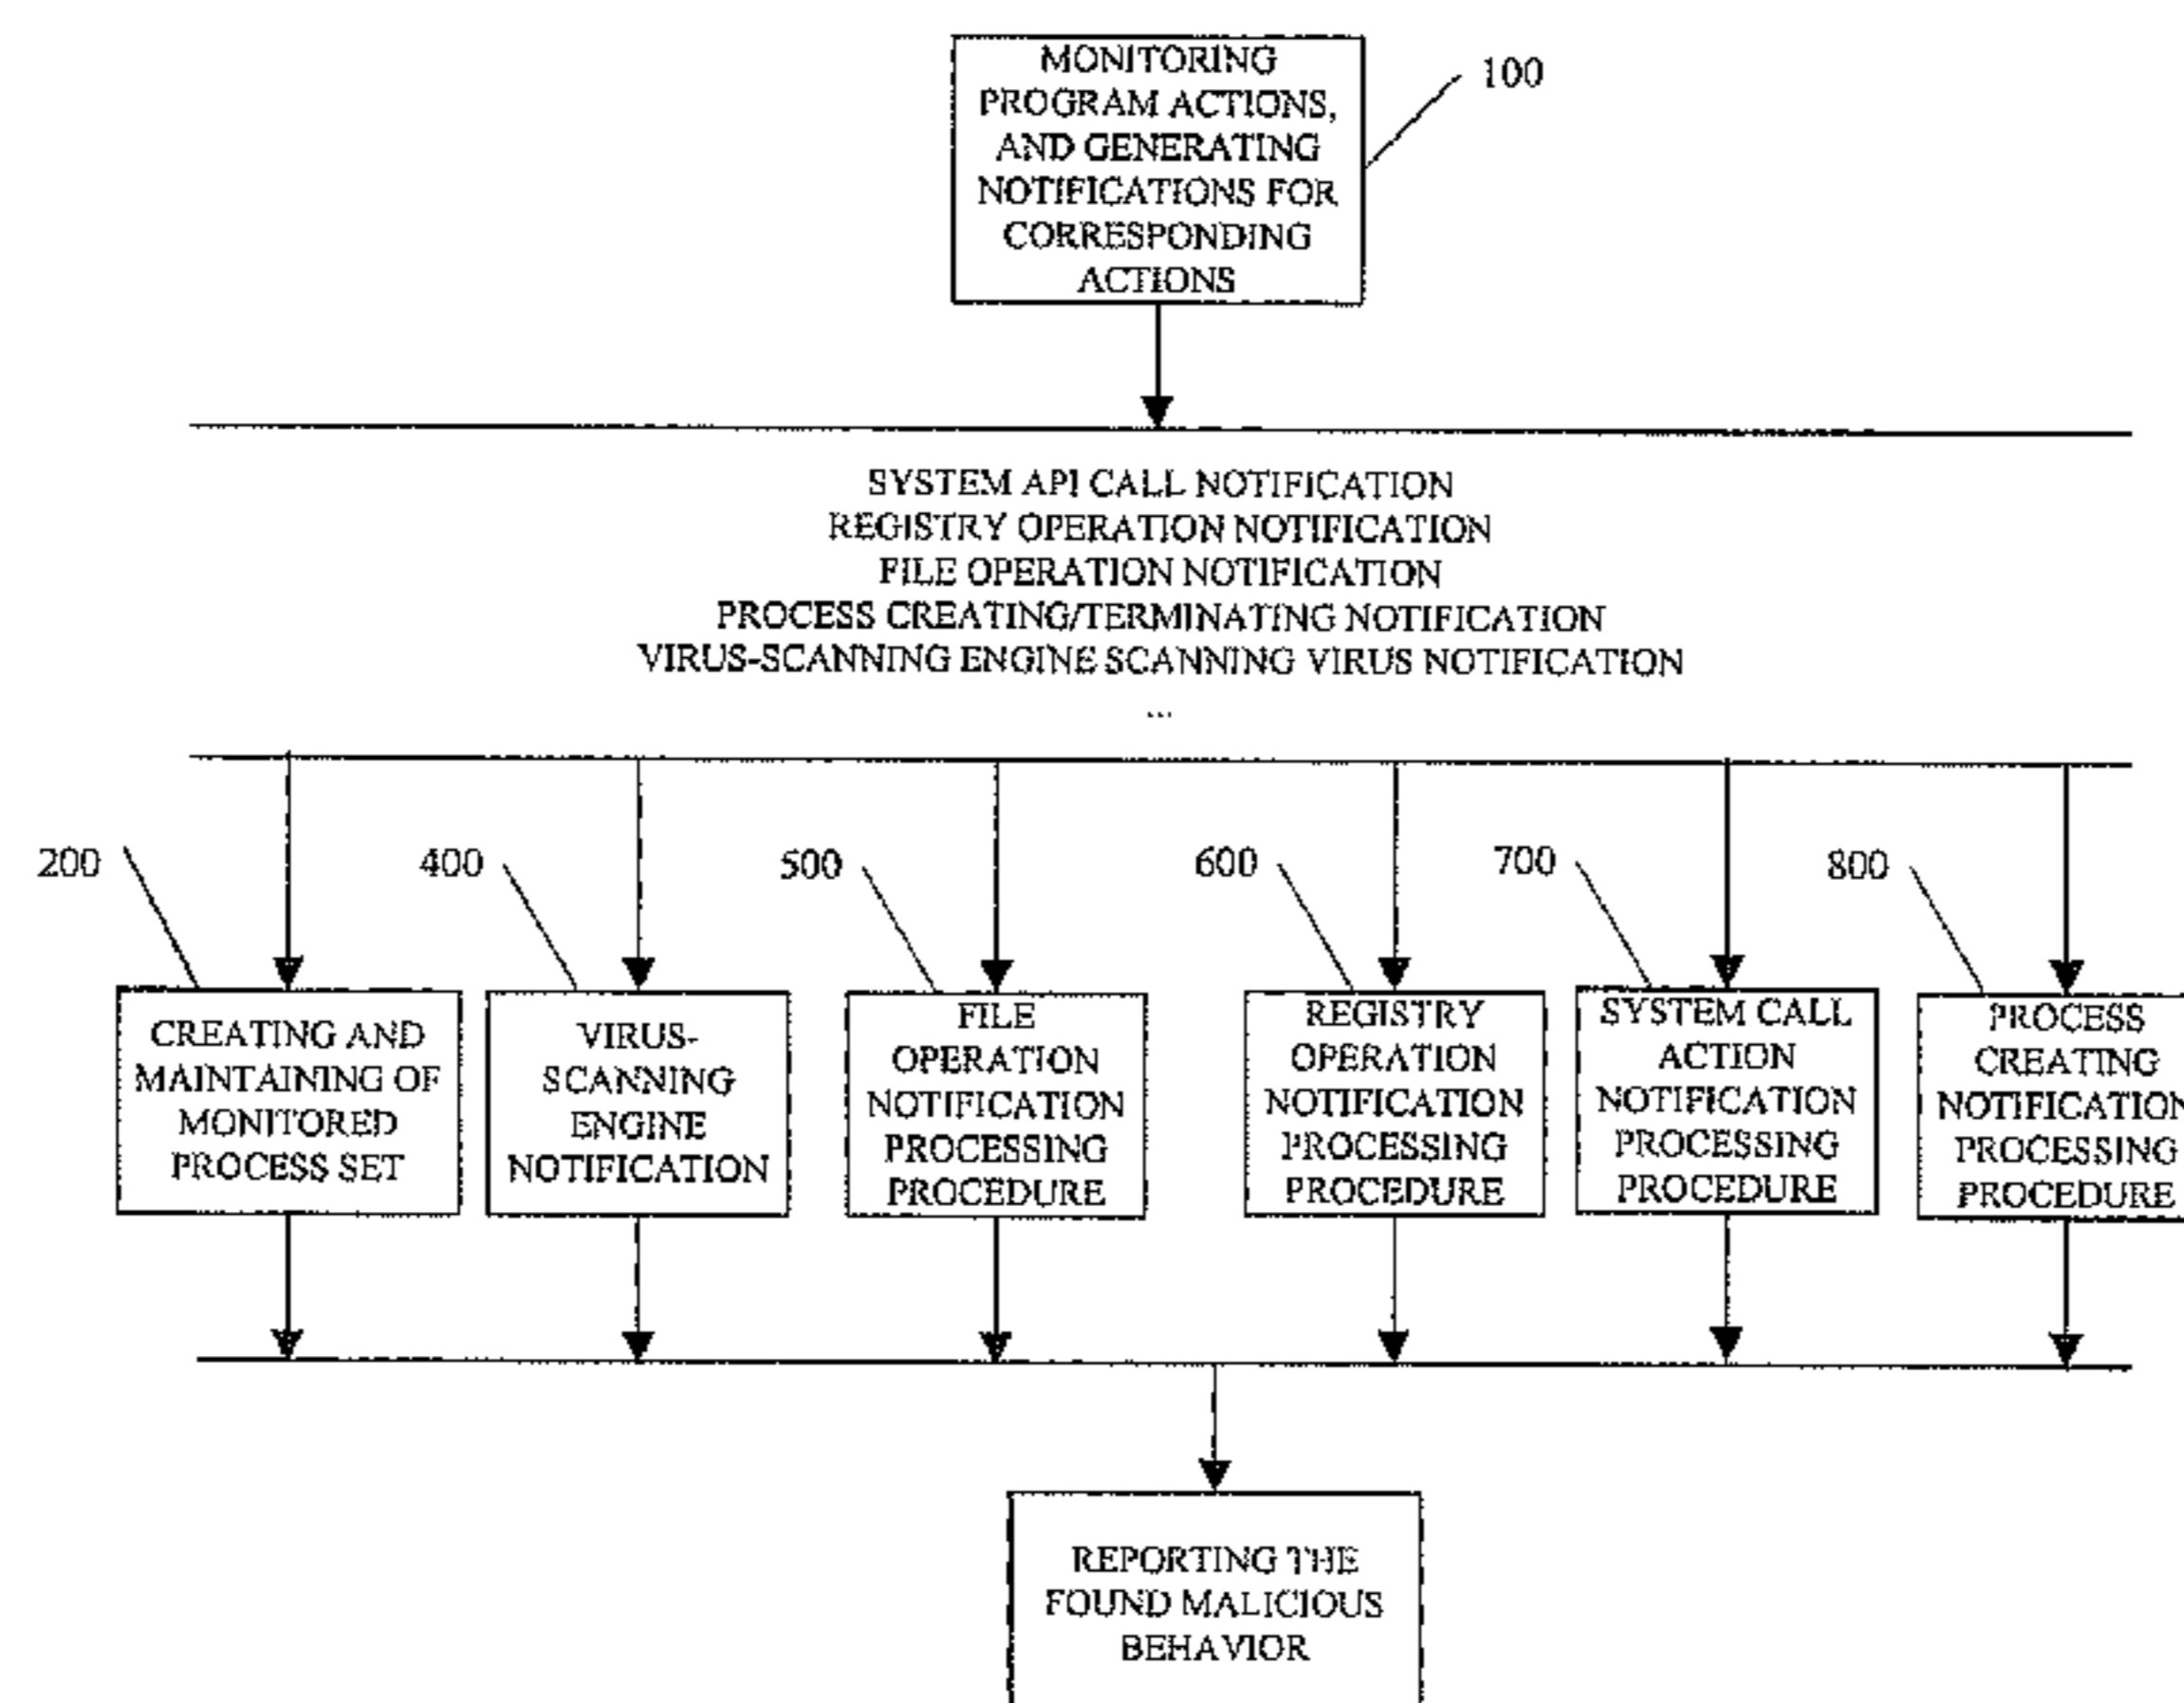 MONITORING
PROGRAM ACTIONS,
AND GENERATING
NOTIFICATIONS FOR
CORRESPONDING
ACTIONS
100
SYSTEM API CALL NOTIFICATION
REGISTRY OPERATION NOTIFICATION
FILE OPERATION NOTIFICATION
PROCESS CREATING/TERMINATING NOTIFICATION
VIRUS-SCANNING ENGINE SCANNING VIRUS NOTIFICATION
...
200
400
500
600
700
800
CREATING AND
MAINTAINING OF
MONITORED
PROCESS SET
VIRUS-
SCANNING
ENGINE
NOTIFICATION
FILE
OPERATION
NOTIFICATION
PROCESSING
PROCEDURE
REGISTRY
OPERATION
NOTIFICATION
PROCESSING
PROCEDURE
SYSTEM CALL
ACTION
NOTIFICATION
PROCESSING
PROCEDURE
PROCESS
CREATING
NOTIFICATION
PROCESSING
PROCEDURE
REPORTING THE
FOUND MALICIOUS
BEHAVIOR